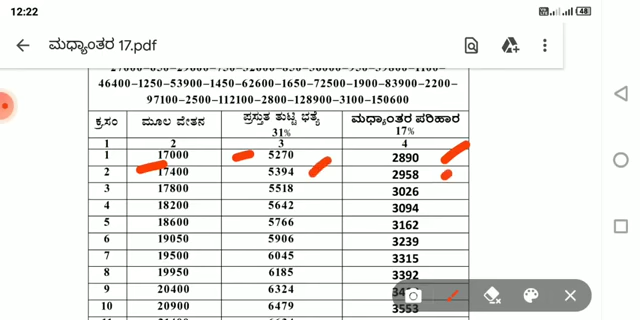 12:22
48
ಮಧ್ಯಾಂತರ 17.pdf
46400-1250-53900-1450-62600-1650-72500-1900-83900-2200-
97100-2500-112100-2800-128900-3100-150600
ಕ್ರ.ಸಂ ಮೂಲ ವೇತನ ಪ್ರಸ್ತುತ ತುಟ್ಟಿ ಭತ್ಯೆ 31% ಮಧ್ಯಾಂತರ ಪರಿಹಾರ 17%
1 2 3 4
1 17000 5270 2890
2 17400 5394 2958
3 17800 5518 3026
4 18200 5642 3094
5 18600 5766 3162
6 19050 5906 3239
7 19500 6045 3315
8 19950 6185 3392
9 20400 6324
10 20900 6479 3553